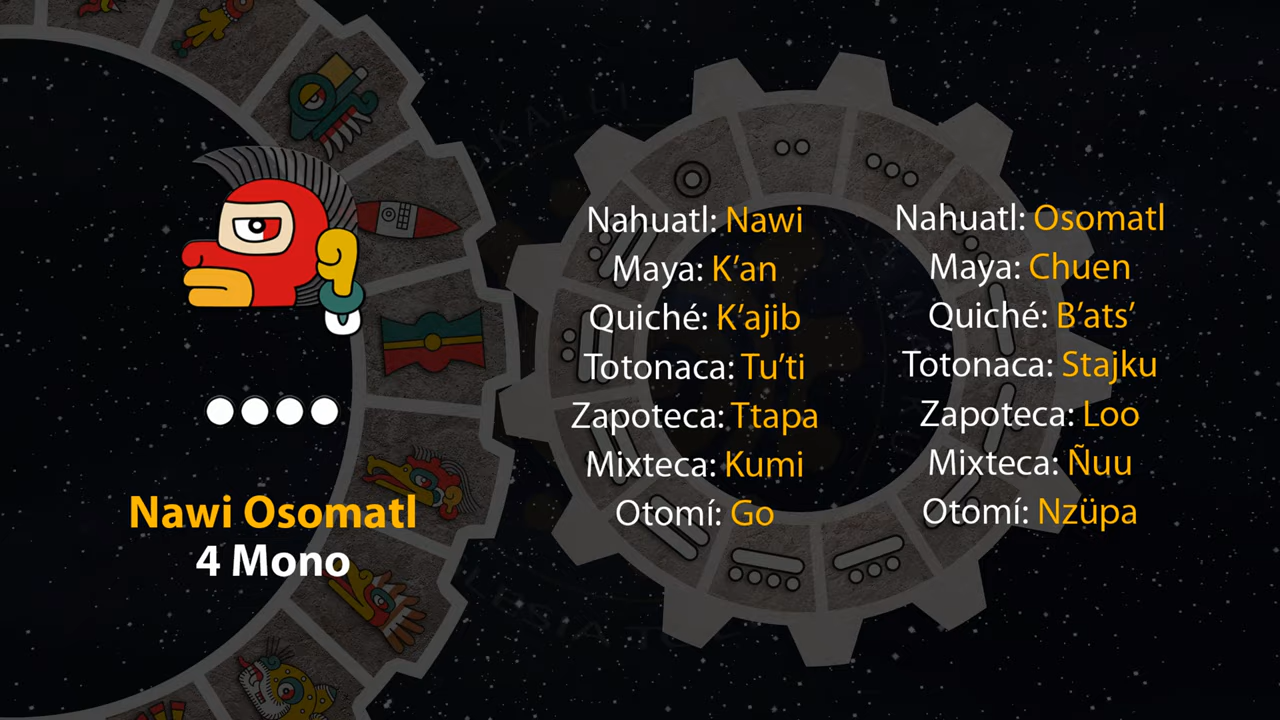 Nawi Osomatl
4 Mono
Nahuatl: Nawi
Maya: K’an
Quiché: K’ajib
Totonaca: Tu’ti
Zapoteca: Ttapa
Mixteca: Kumi
Otomí: Go
Nahuatl: Osomatl
Maya: Chuen
Quiché: B’ats’
Totonaca: Stajku
Zapoteca: Loo
Mixteca: Ñuu
Otomí: Nzüpa